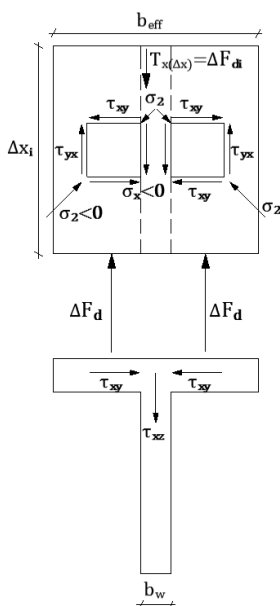 b_eff
T_x(Δx)=ΔF_di
τ_xy σ_2 τ_xy
Δx_i
τ_yx τ_yx
σ_x<0 τ_xy
σ_2<0 σ_2
ΔF_d ΔF_d
τ_xy τ_xy
τ_xz
b_w